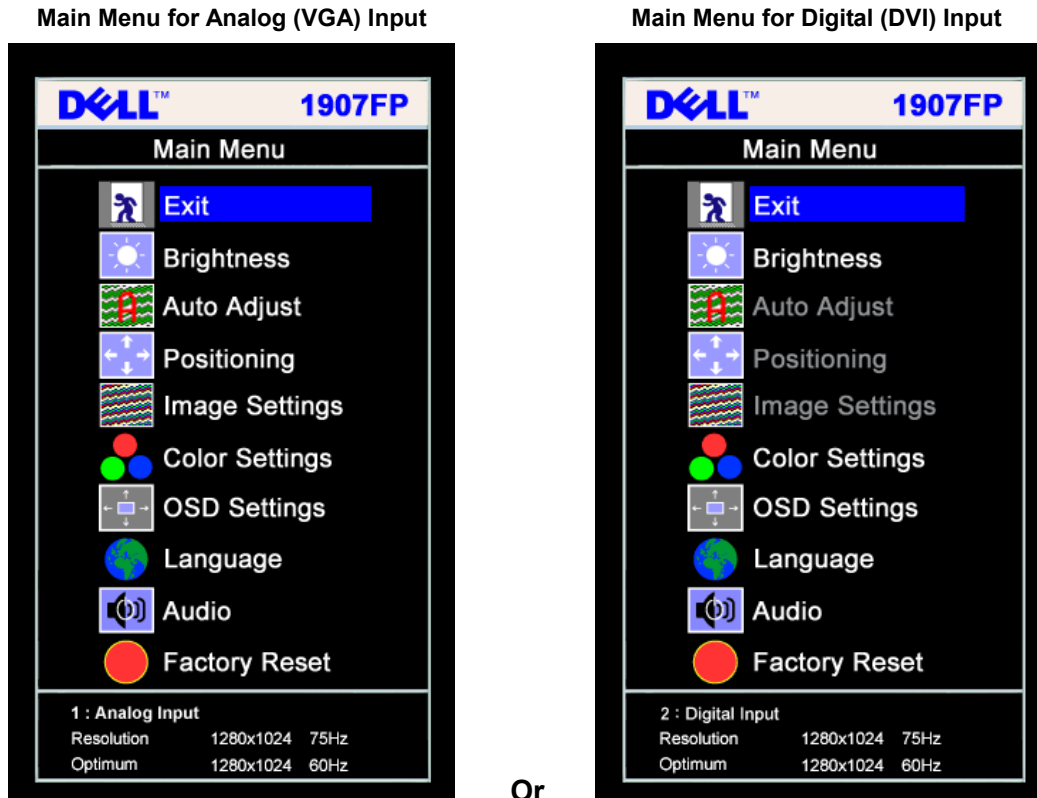 Main Menu for Analog (VGA) Input
DELL™ 1907FP
Main Menu
Exit
Brightness
Auto Adjust
Positioning
Image Settings
Color Settings
OSD Settings
Language
Audio
Factory Reset
1 : Analog Input
Resolution 1280x1024 75Hz
Optimum 1280x1024 60Hz
Or
Main Menu for Digital (DVI) Input
DELL™ 1907FP
Main Menu
Exit
Brightness
Auto Adjust
Positioning
Image Settings
Color Settings
OSD Settings
Language
Audio
Factory Reset
2 : Digital Input
Resolution 1280x1024 75Hz
Optimum 1280x1024 60Hz